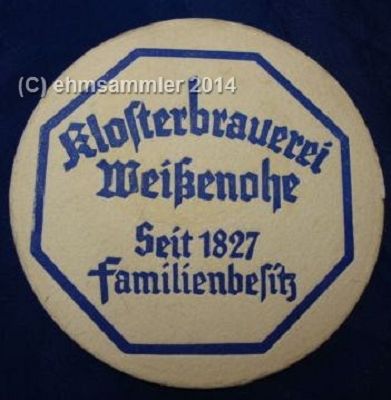 (C) ehmsammler 2014
Klosterbrauerei
Weißenohe
Seit 1827
Familienbesitz